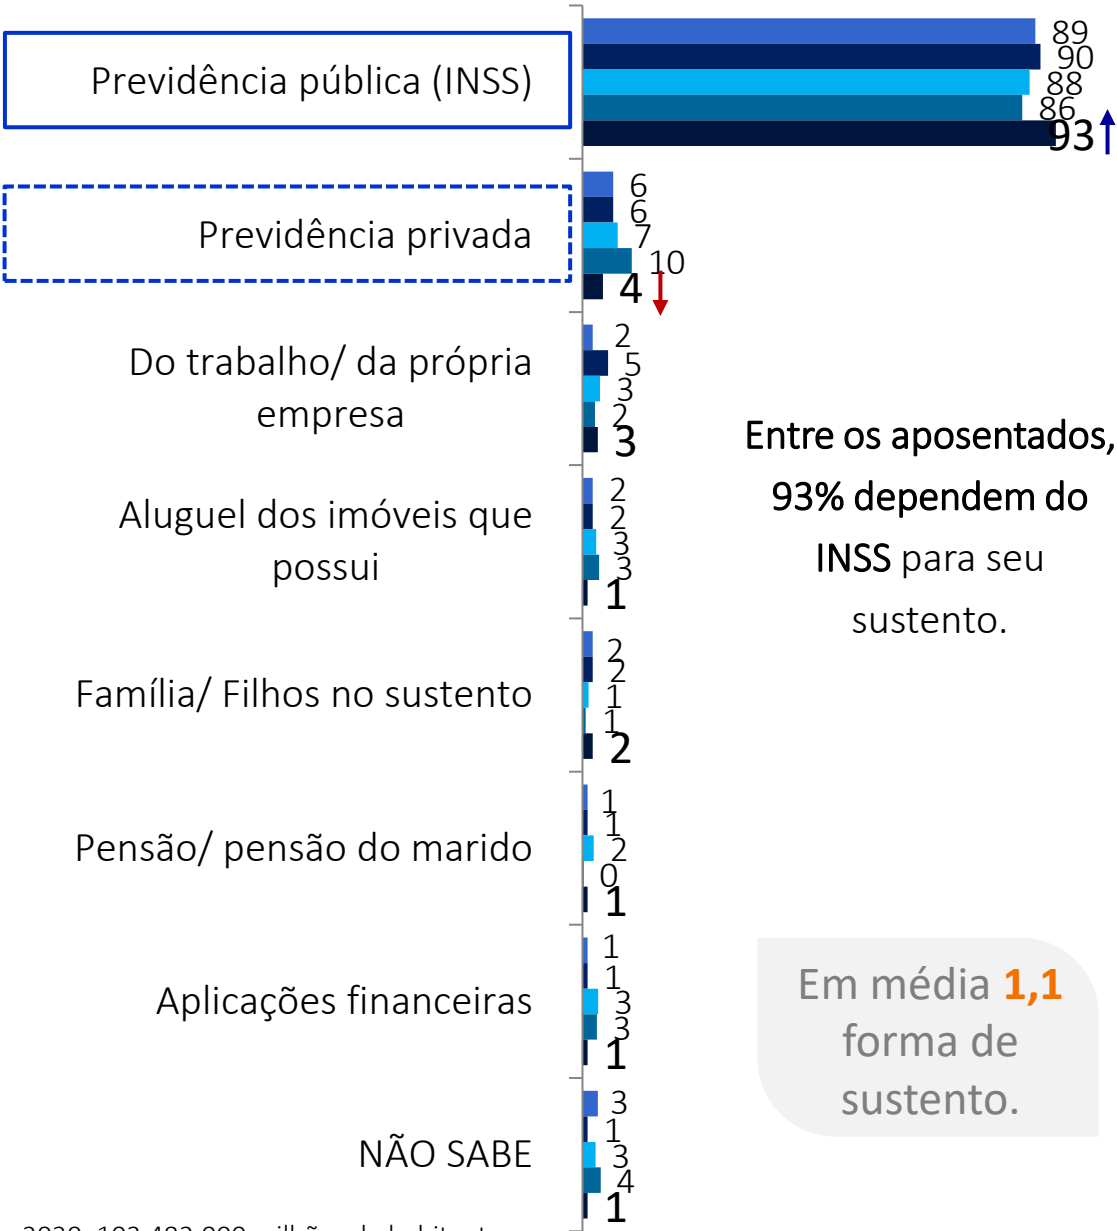 Previdência pública (INSS)
89
90
88
86
93
Previdência privada
6
6
7
10
4
Do trabalho/ da própria
empresa
2
5
3
2
3
Entre os aposentados,
93% dependem do
INSS para seu
sustento.
Aluguel dos imóveis que
possui
2
2
3
3
1
Família/ Filhos no sustento
2
2
1
1
2
Pensão/ pensão do marido
1
1
2
0
1
Aplicações financeiras
1
1
3
3
1
Em média 1,1
forma de
sustento.
NÃO SABE
3
1
3
4
1